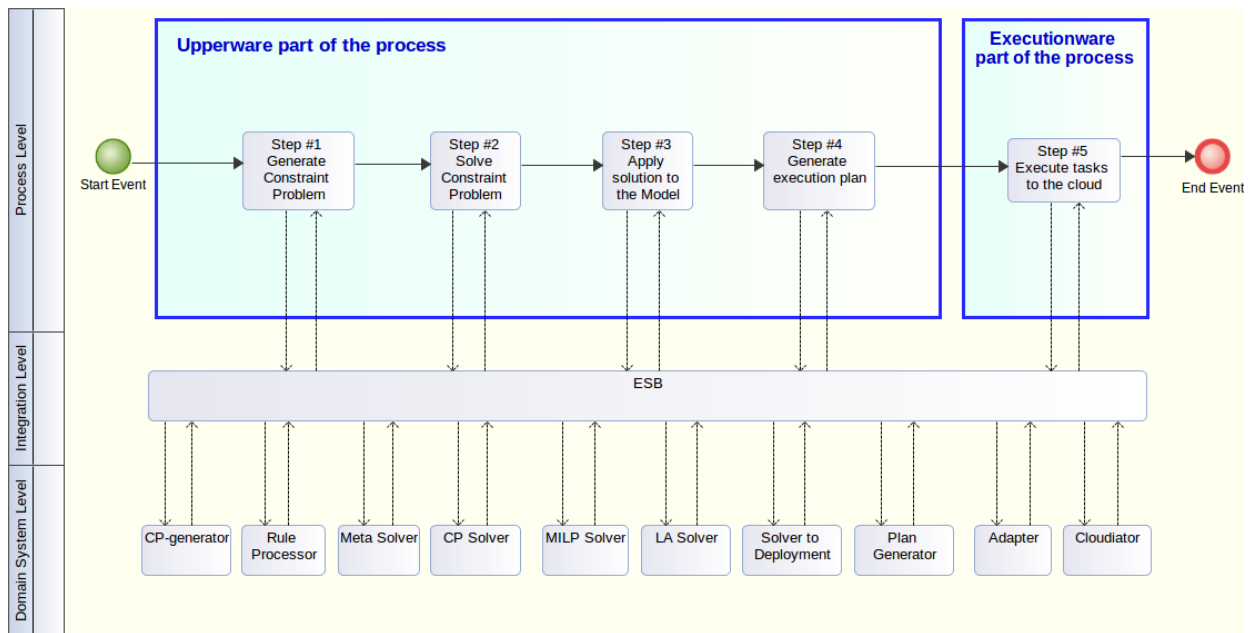 Process Level
Integration Level
Domain System Level
Upperware part of the process
Executionware
part of the process
Start Event
Step #1
Generate
Constraint
Problem
Step #2
Solve
Constraint
Problem
Step #3
Apply
solution to
the Model
Step #4
Generate
execution plan
Step #5
Execute tasks
to the cloud
End Event
ESB
CP-generator
Rule
Processor
Meta Solver
CP Solver
MILP Solver
LA Solver
Solver to
Deployment
Plan
Generator
Adapter
Cloudiator